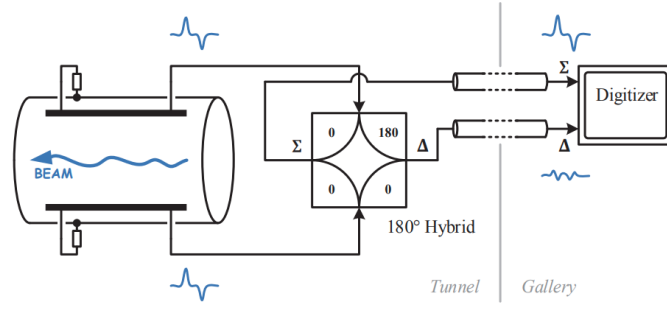 Σ
Digitizer
0
180
Σ
Δ
Δ
BEAM
0
0
180° Hybrid
Tunnel
Gallery